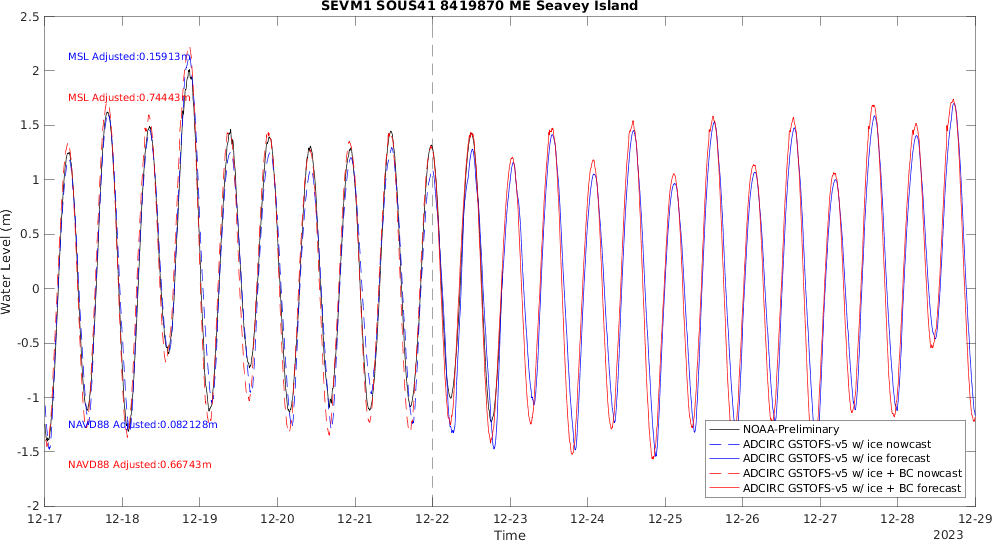 SEVM1 SOUS41 8419870 ME Seavey Island
2.5
2
1.5
1
0.5
0
-0.5
-1
-1.5
-2
Water Level (m)
MSL Adjusted:0.15913m
MSL Adjusted:0.74443m
NAVD88 Adjusted:0.082128m
NAVD88 Adjusted:0.66743m
NOAA-Preliminary
ADCIRC GSTOFS-v5 w/ ice nowcast
ADCIRC GSTOFS-v5 w/ ice forecast
ADCIRC GSTOFS-v5 w/ ice + BC nowcast
ADCIRC GSTOFS-v5 w/ ice + BC forecast
12-17 12-18 12-19 12-20 12-21 12-22 12-23 12-24 12-25 12-26 12-27 12-28 12-29
Time
2023